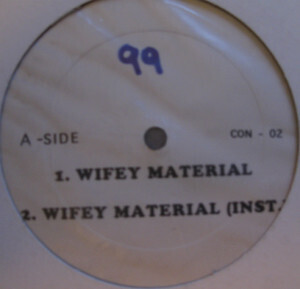 99
A -SIDE
CON - 02
1. WIFEY MATERIAL
2. WIFEY MATERIAL (INST.